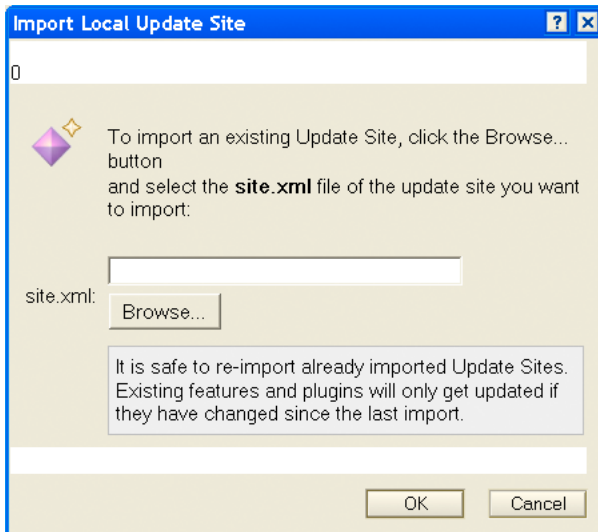 Import Local Update Site
0
To import an existing Update Site, click the Browse...
button
and select the site.xml file of the update site you want
to import:
site.xml:
Browse...
It is safe to re-import already imported Update Sites.
Existing features and plugins will only get updated if
they have changed since the last import.
OK Cancel